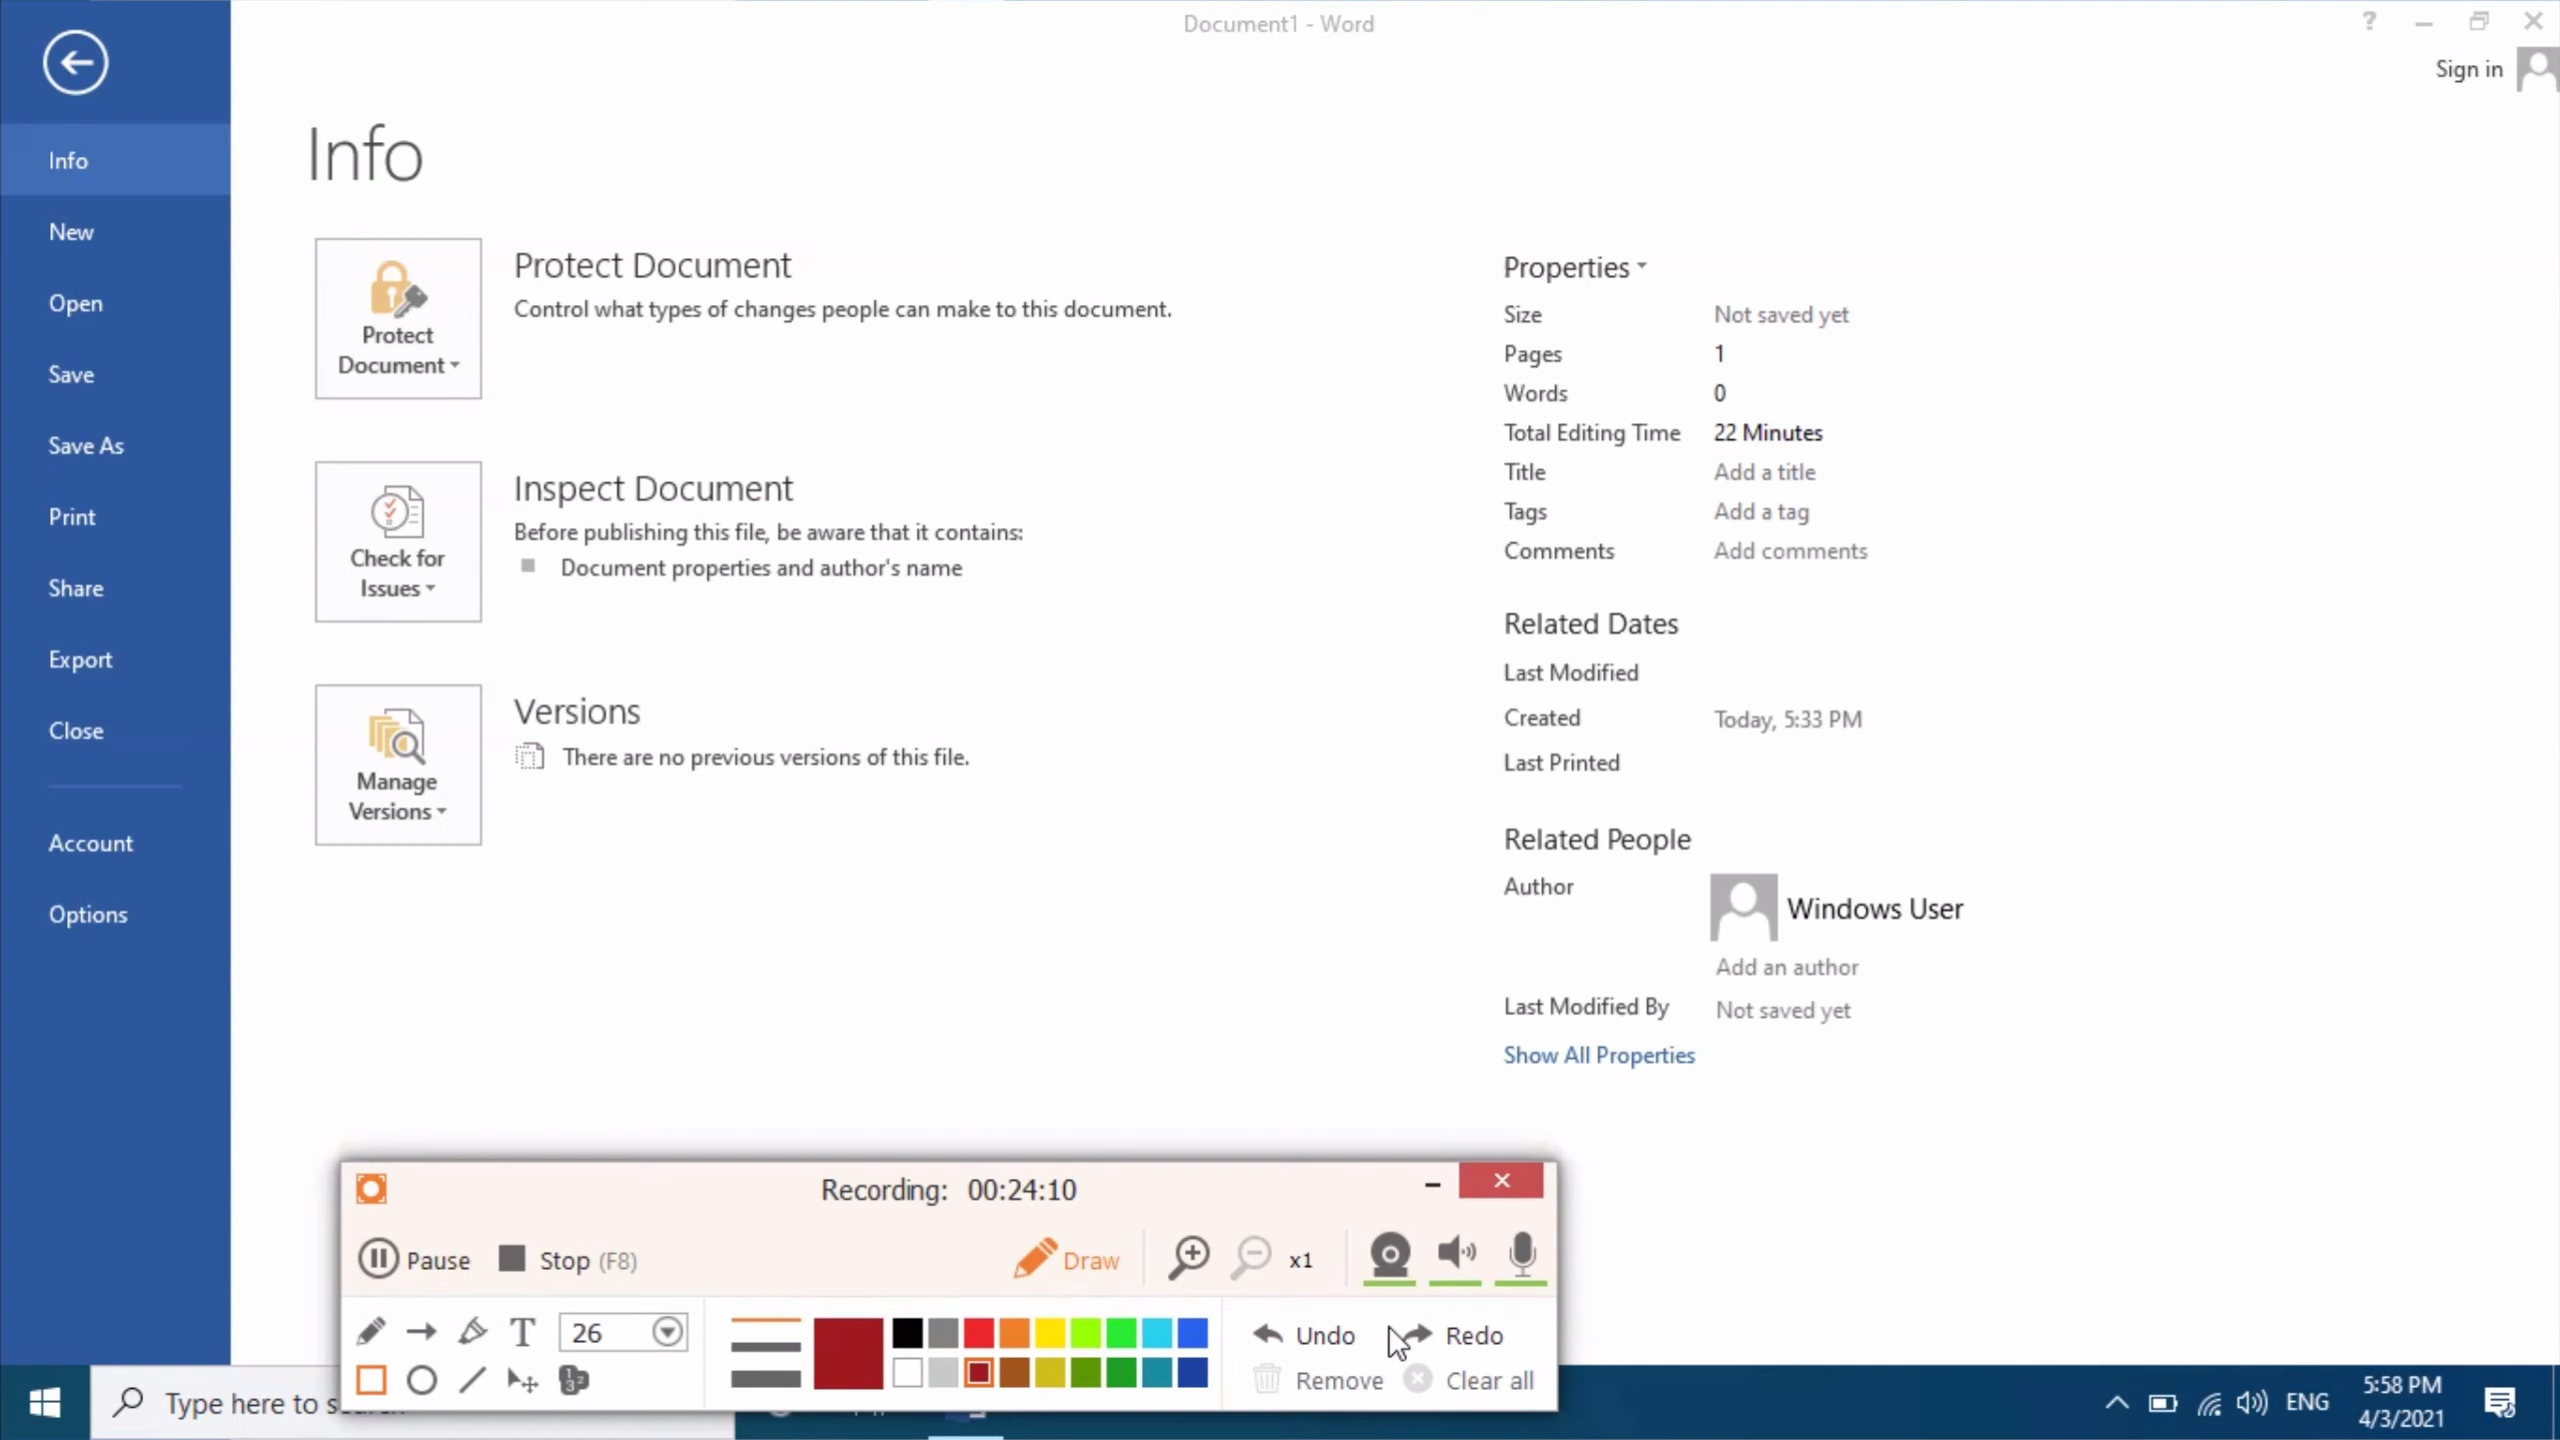 Document1 - Word
?
Sign in
Info
New
Open
Save
Save As
Print
Share
Export
Close
Account
Options
Info
Protect
Document
Protect Document
Control what types of changes people can make to this document.
Check for
Issues
Inspect Document
Before publishing this file, be aware that it contains:
Document properties and author's name
Manage
Versions
Versions
There are no previous versions of this file.
Properties
Size Not saved yet
Pages 1
Words 0
Total Editing Time 22 Minutes
Title Add a title
Tags Add a tag
Comments Add comments
Related Dates
Last Modified
Created Today, 5:33 PM
Last Printed
Related People
Author Windows User
Add an author
Last Modified By Not saved yet
Show All Properties
Recording: 00:24:10
Pause Stop (F8) Draw x1
T 26 Undo Redo
Remove Clear all
Type here to
ENG
5:58 PM
4/3/2021